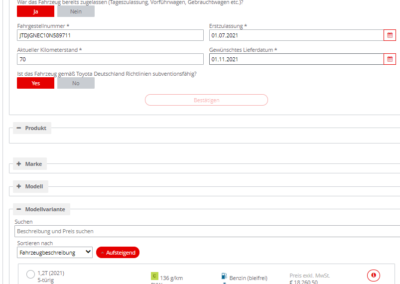 War das Fahrzeug bereits zugelassen (Tageszulassung, Vorführwagen, Gebrauchtwagen etc.)?
Ja Nein
Fahrgestellnummer * Erstzulassung *
01.07.2021
Aktueller Kilometerstand * Gewünschtes Lieferdatum *
70 01.11.2021
Ist das Fahrzeug gemäß Toyota Deutschland Richtlinien subventionsfähig?
Yes No
Bestätigen
Produkt
Marke
Modell
Modellvariante
Suchen
Beschreibung und Preis suchen
Sortieren nach
Fahrzeugbeschreibung Aufsteigend
1,2T (2021) 136 g/km Benzin (bleifrei) Preis exkl. MwSt.
5-türig € 18.260,50